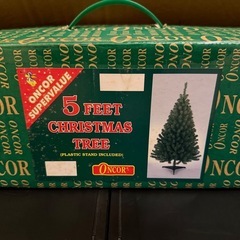 ONCOR
SUPERVALUE
5 FEET
CHRISTMAS
TREE
(PLASTIC STAND INCLUDED)
ONCOR
ONCOR